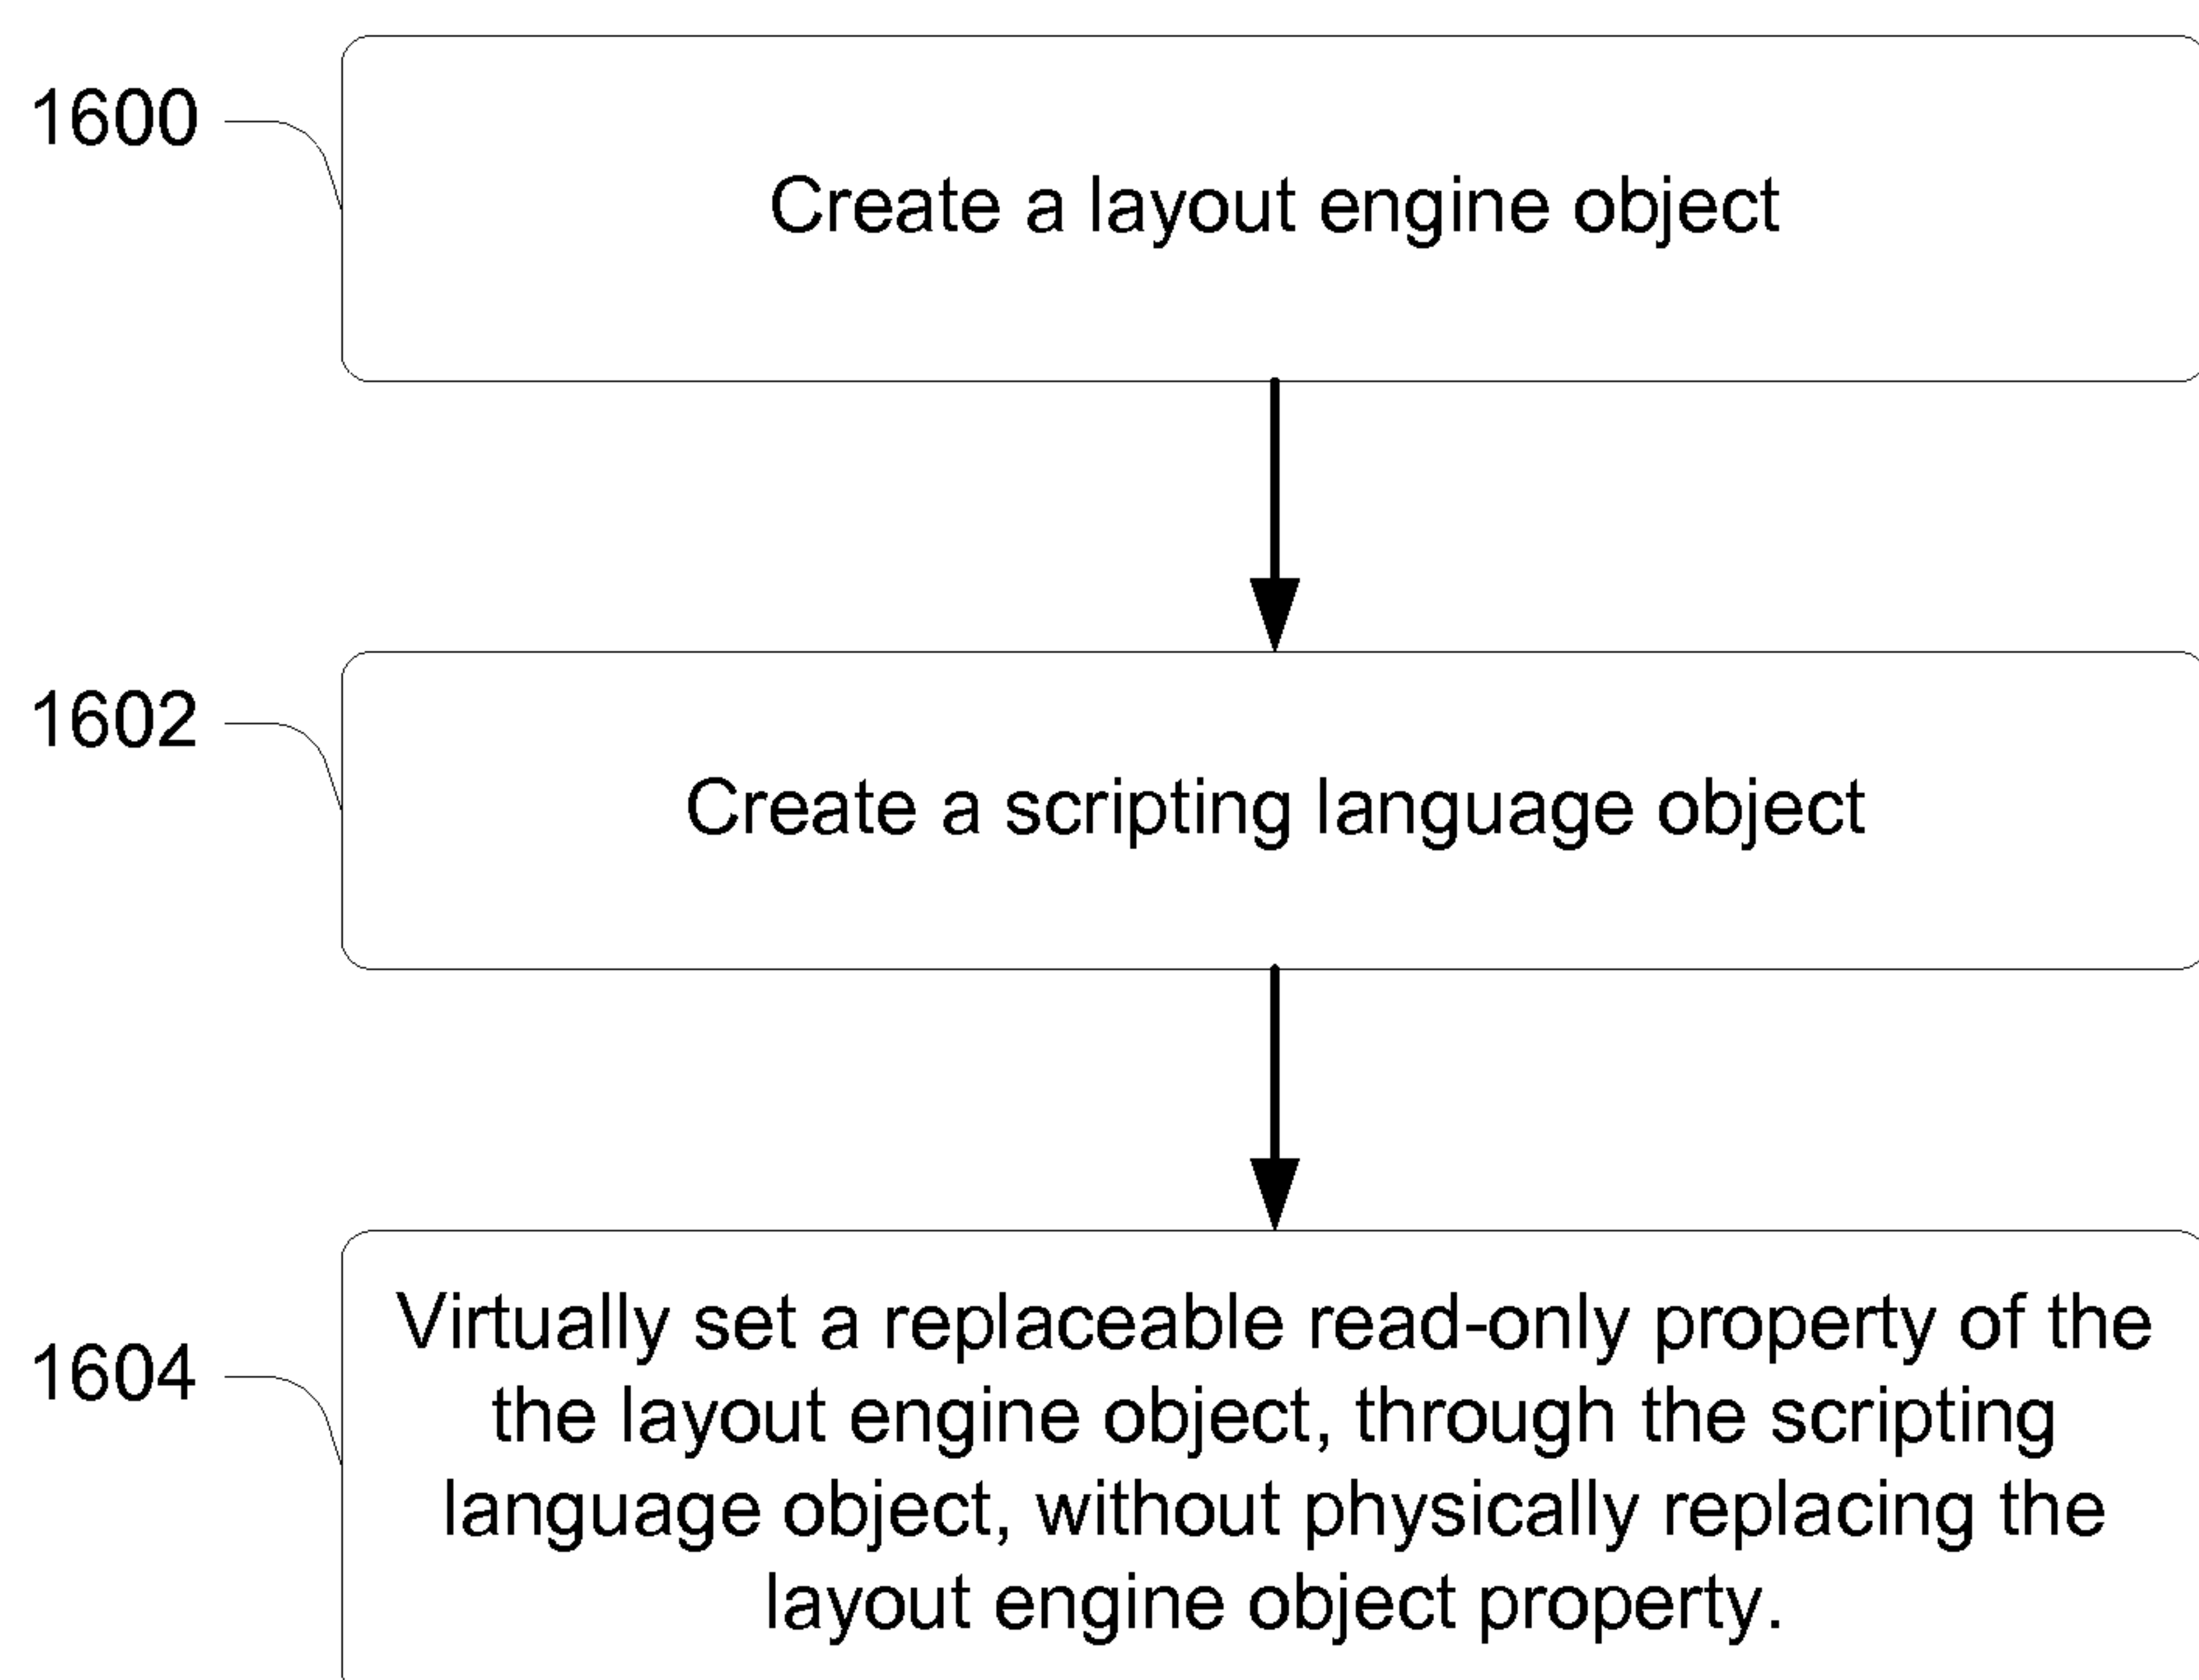 1600
Create a layout engine object
1602
Create a scripting language object
1604
Virtually set a replaceable read-only property of the
the layout engine object, through the scripting
language object, without physically replacing the
layout engine object property.